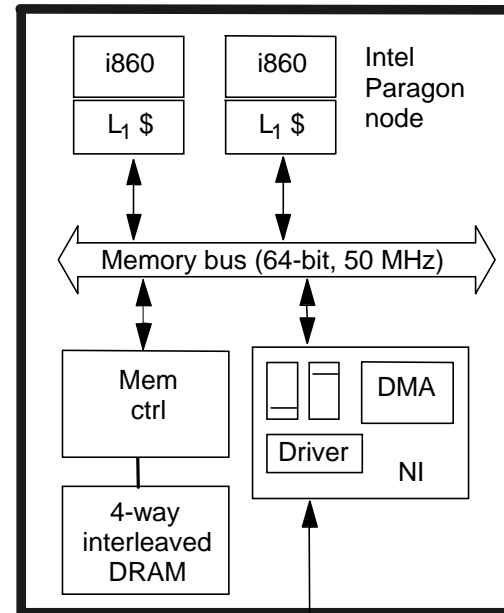 i860
i860
Intel
Paragon
node
L₁ $
L₁ $
Memory bus (64-bit, 50 MHz)
Mem
ctrl
DMA
Driver
NI
4-way
interleaved
DRAM